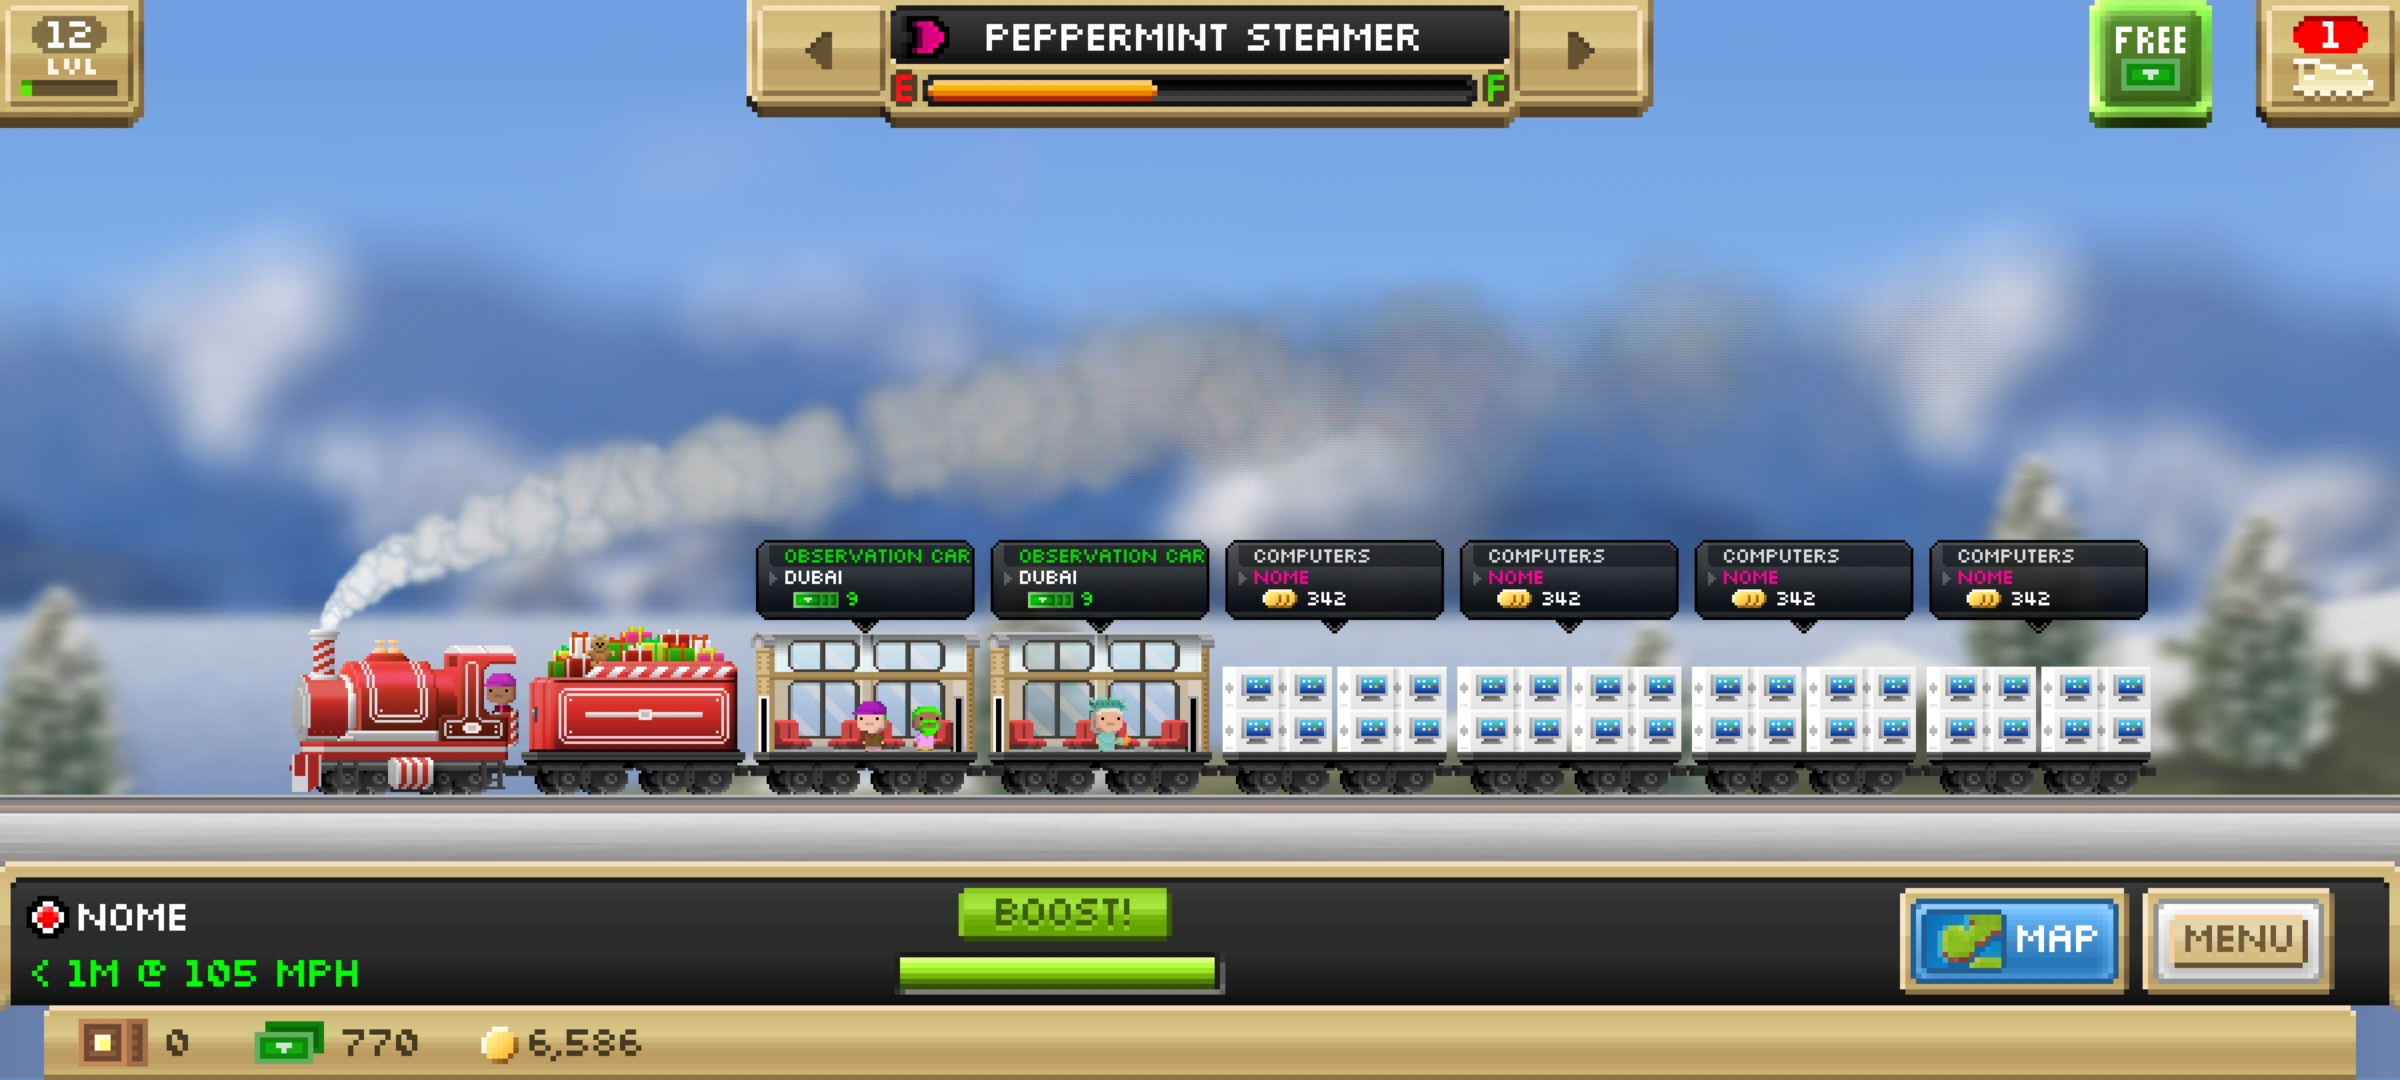 12
LVL
PEPPERMINT STEAMER
E F
FREE
1
OBSERVATION CAR
DUBAI
9
OBSERVATION CAR
DUBAI
9
COMPUTERS
NOME
342
COMPUTERS
NOME
342
COMPUTERS
NOME
342
COMPUTERS
NOME
342
NOME
< 1M @ 105 MPH
BOOST!
MAP
MENU
0
770
6,586